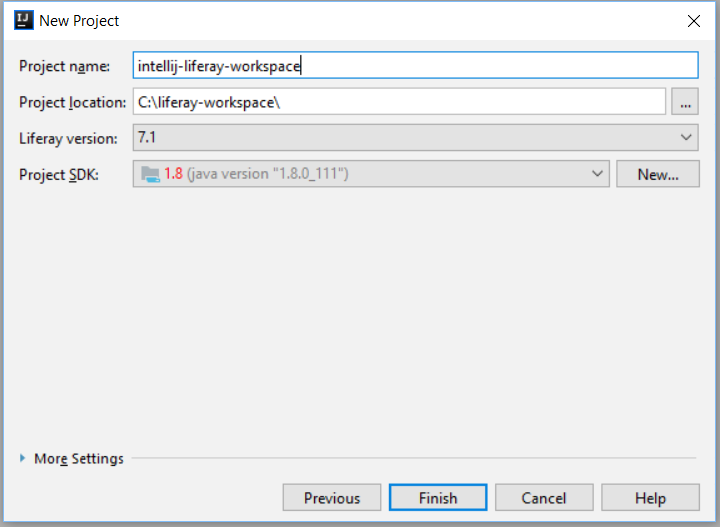 IJ New Project
Project name: intellij-liferay-workspace
Project location: C:\liferay-workspace\ ...
Liferay version: 7.1
Project SDK: 1.8 (java version "1.8.0_111") New...
More Settings
Previous Finish Cancel Help